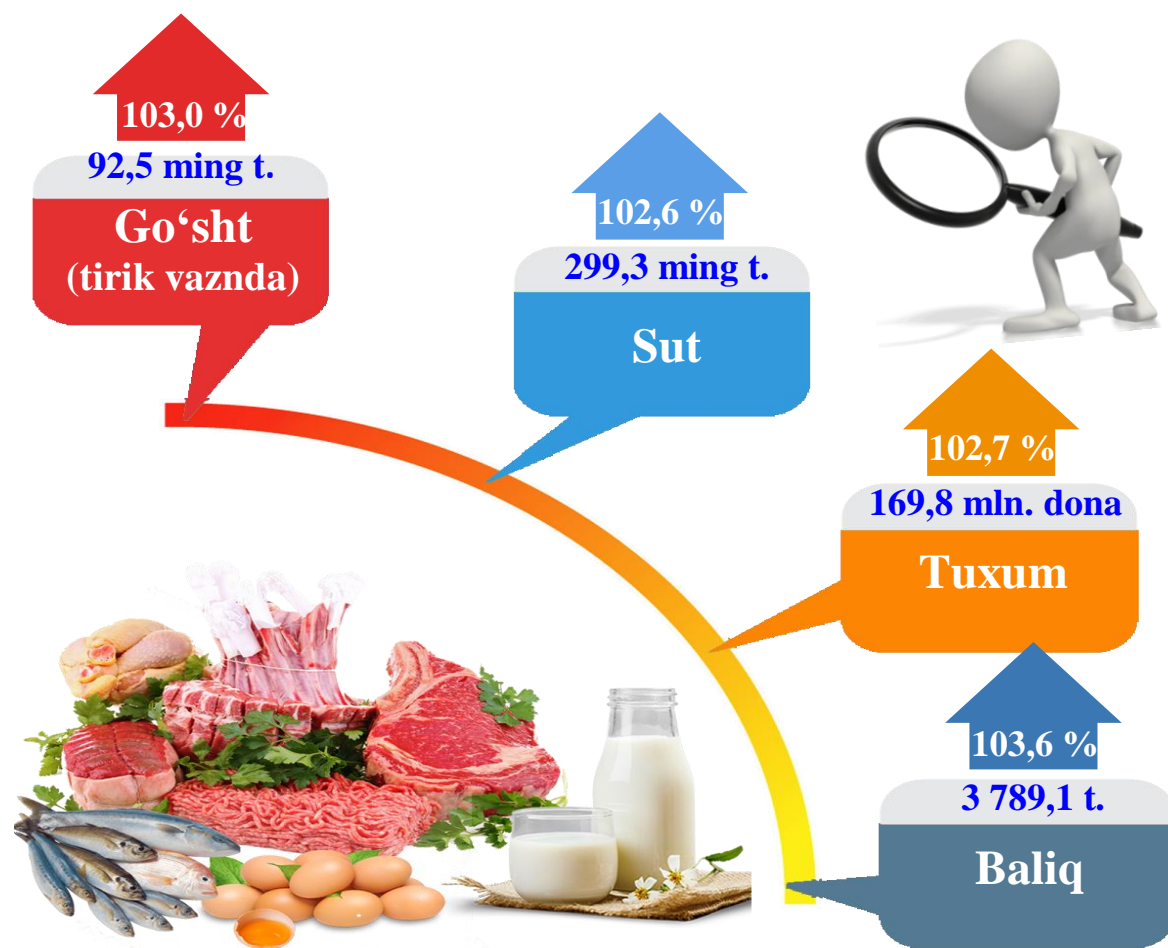 103,0 %
92,5 ming t.
Go‘sht
(tirik vaznda)
102,6 %
299,3 ming t.
Sut
102,7 %
169,8 mln. dona
Tuxum
103,6 %
3 789,1 t.
Baliq